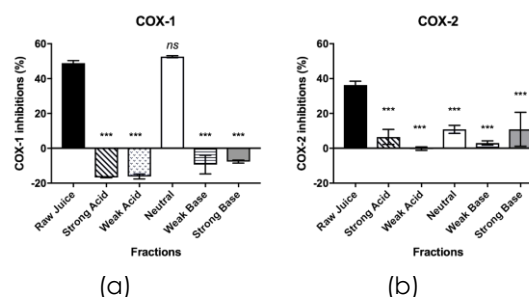 COX-1
COX-1 inhibitions (%)
60
40
20
0
-20
ns
*** *** *** ***
Raw Juice
Strong Acid
Weak Acid
Neutral
Weak Base
Strong Base
Fractions
(a)
COX-2
COX-2 inhibitions (%)
60
40
20
0
-20
*** *** *** *** ***
Raw Juice
Strong Acid
Weak Acid
Neutral
Weak Base
Strong Base
Fractions
(b)